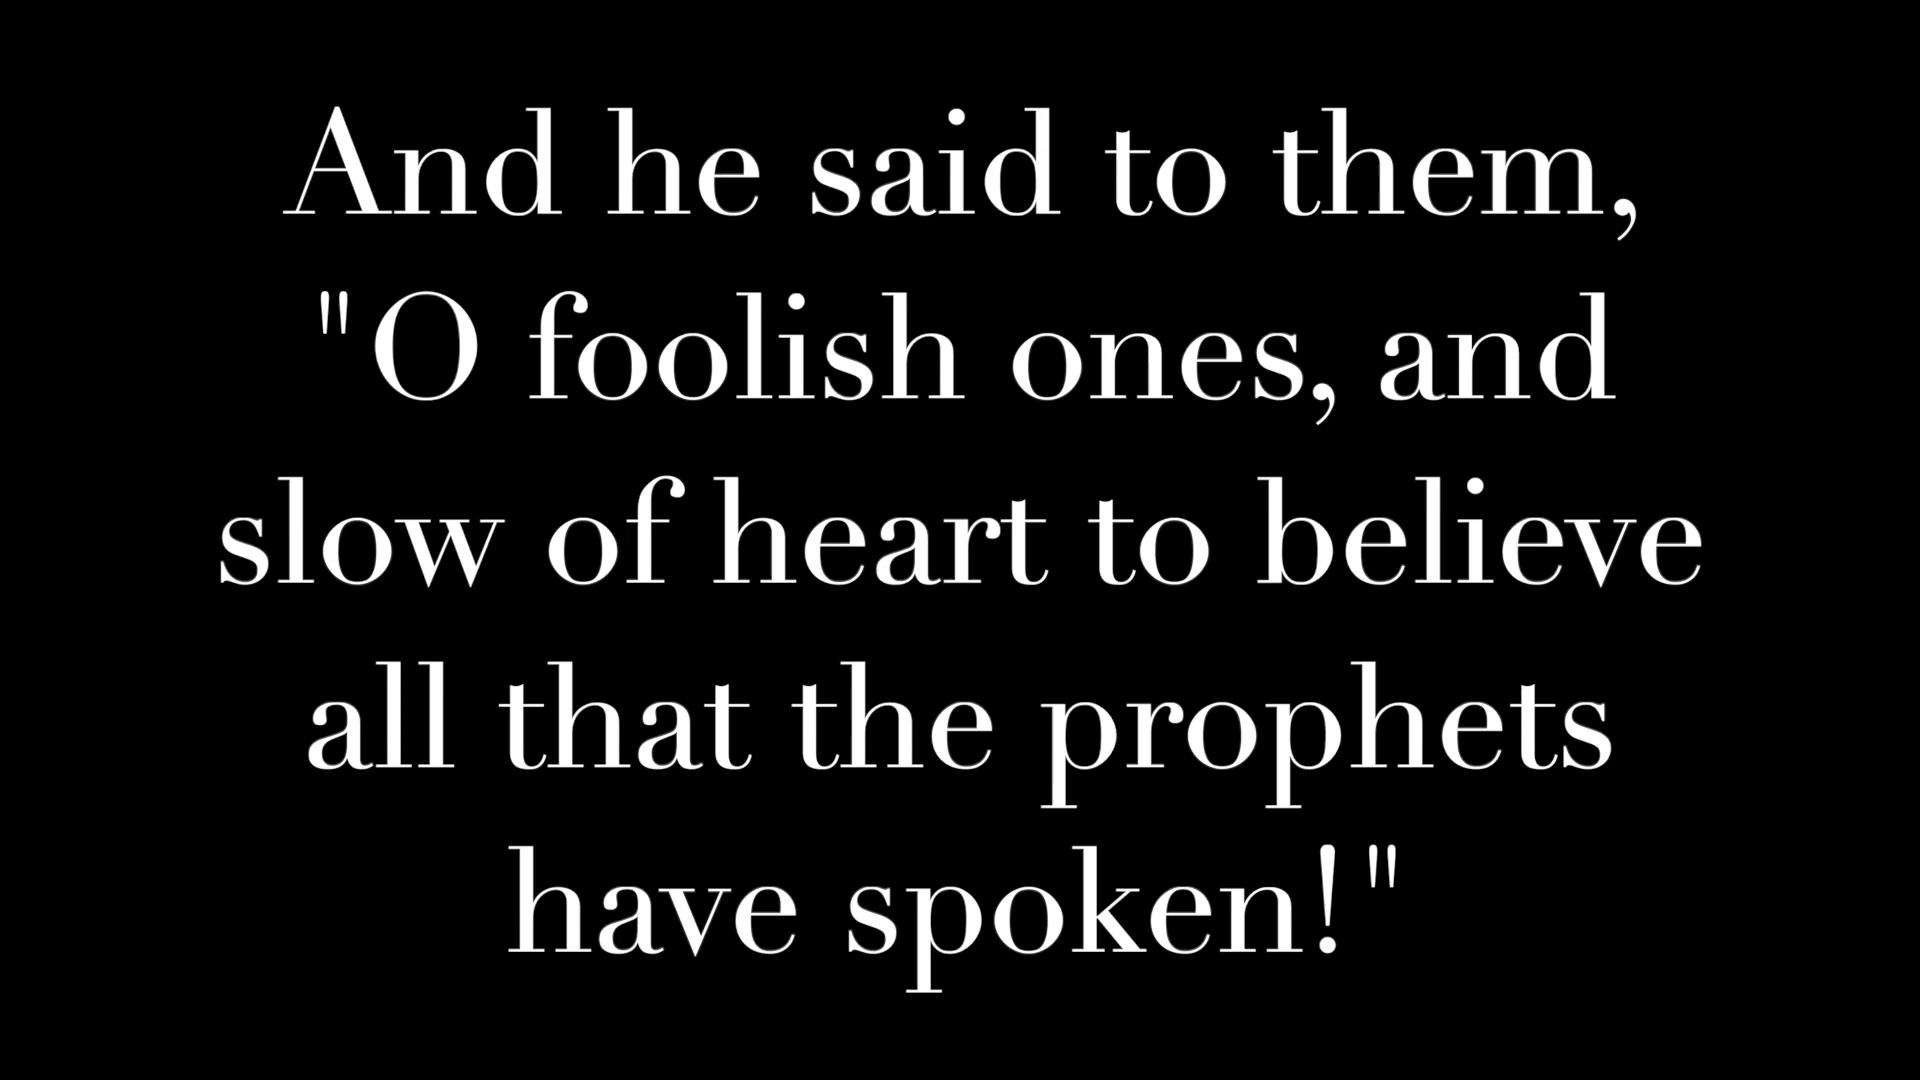 And he said to them,
"O foolish ones, and
slow of heart to believe
all that the prophets
have spoken!"